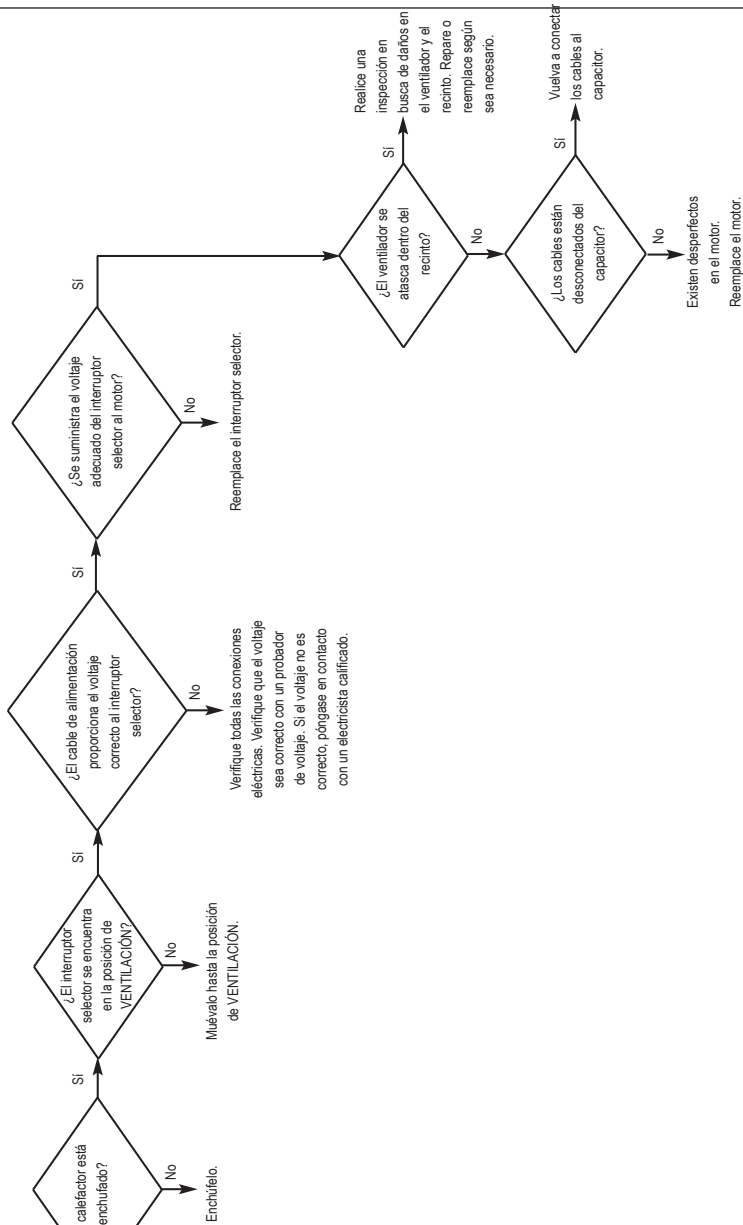 calefactor está
enchufado?
No
Enchúfelo.
Sí
¿El interruptor
selector se encuentra
en la posición de
VENTILACIÓN?
No
Muévalo hasta la posición
de VENTILACIÓN.
Sí
¿El cable de alimentación
proporciona el voltaje
correcto al interruptor
selector?
No
Verifique todas las conexiones
eléctricas. Verifique que el voltaje
sea correcto con un probador
de voltaje. Si el voltaje no es
correcto, póngase en contacto
con un electricista calificado.
Sí
¿Se suministra el voltaje
adecuado del interruptor
selector al motor?
No
Reemplace el interruptor selector.
Sí
¿El ventilador se
atasca dentro del
recinto?
Sí
Realice una
inspección en
busca de daños en
el ventilador y el
recinto. Repare o
reemplace según
sea necesario.
No
¿Los cables están
desconectados del
capacitor?
Sí
Vuelva a conectar
los cables al
capacitor.
No
Existen desperfectos
en el motor.
Reemplace el motor.